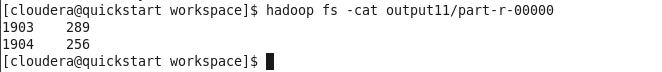 [cloudera@quickstart workspace]$ hadoop fs -cat output11/part-r-00000
1903    289
1904    256
[cloudera@quickstart workspace]$